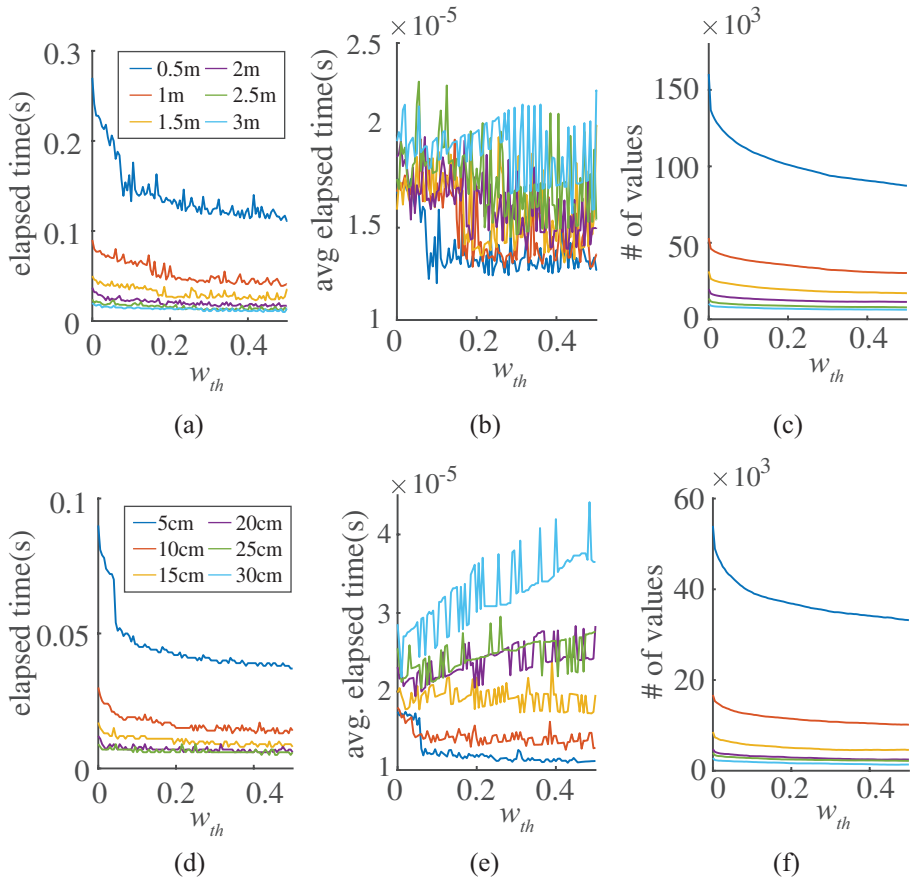 0.3
0.2
0.1
0
0 0.2 0.4
elapsed time(s)
w_th
0.5m 2m
1m 2.5m
1.5m 3m
(a)
×10⁻⁵
2.5
2
1.5
1
0 0.2 0.4
avg elapsed time(s)
w_th
(b)
×10³
150
100
50
0
0 0.2 0.4
# of values
w_th
(c)
0.1
0.05
0
0 0.2 0.4
elapsed time(s)
w_th
5cm 20cm
10cm 25cm
15cm 30cm
(d)
×10⁻⁵
4
3
2
1
0 0.2 0.4
avg. elapsed time(s)
w_th
(e)
×10³
60
40
20
0
0 0.2 0.4
# of values
w_th
(f)